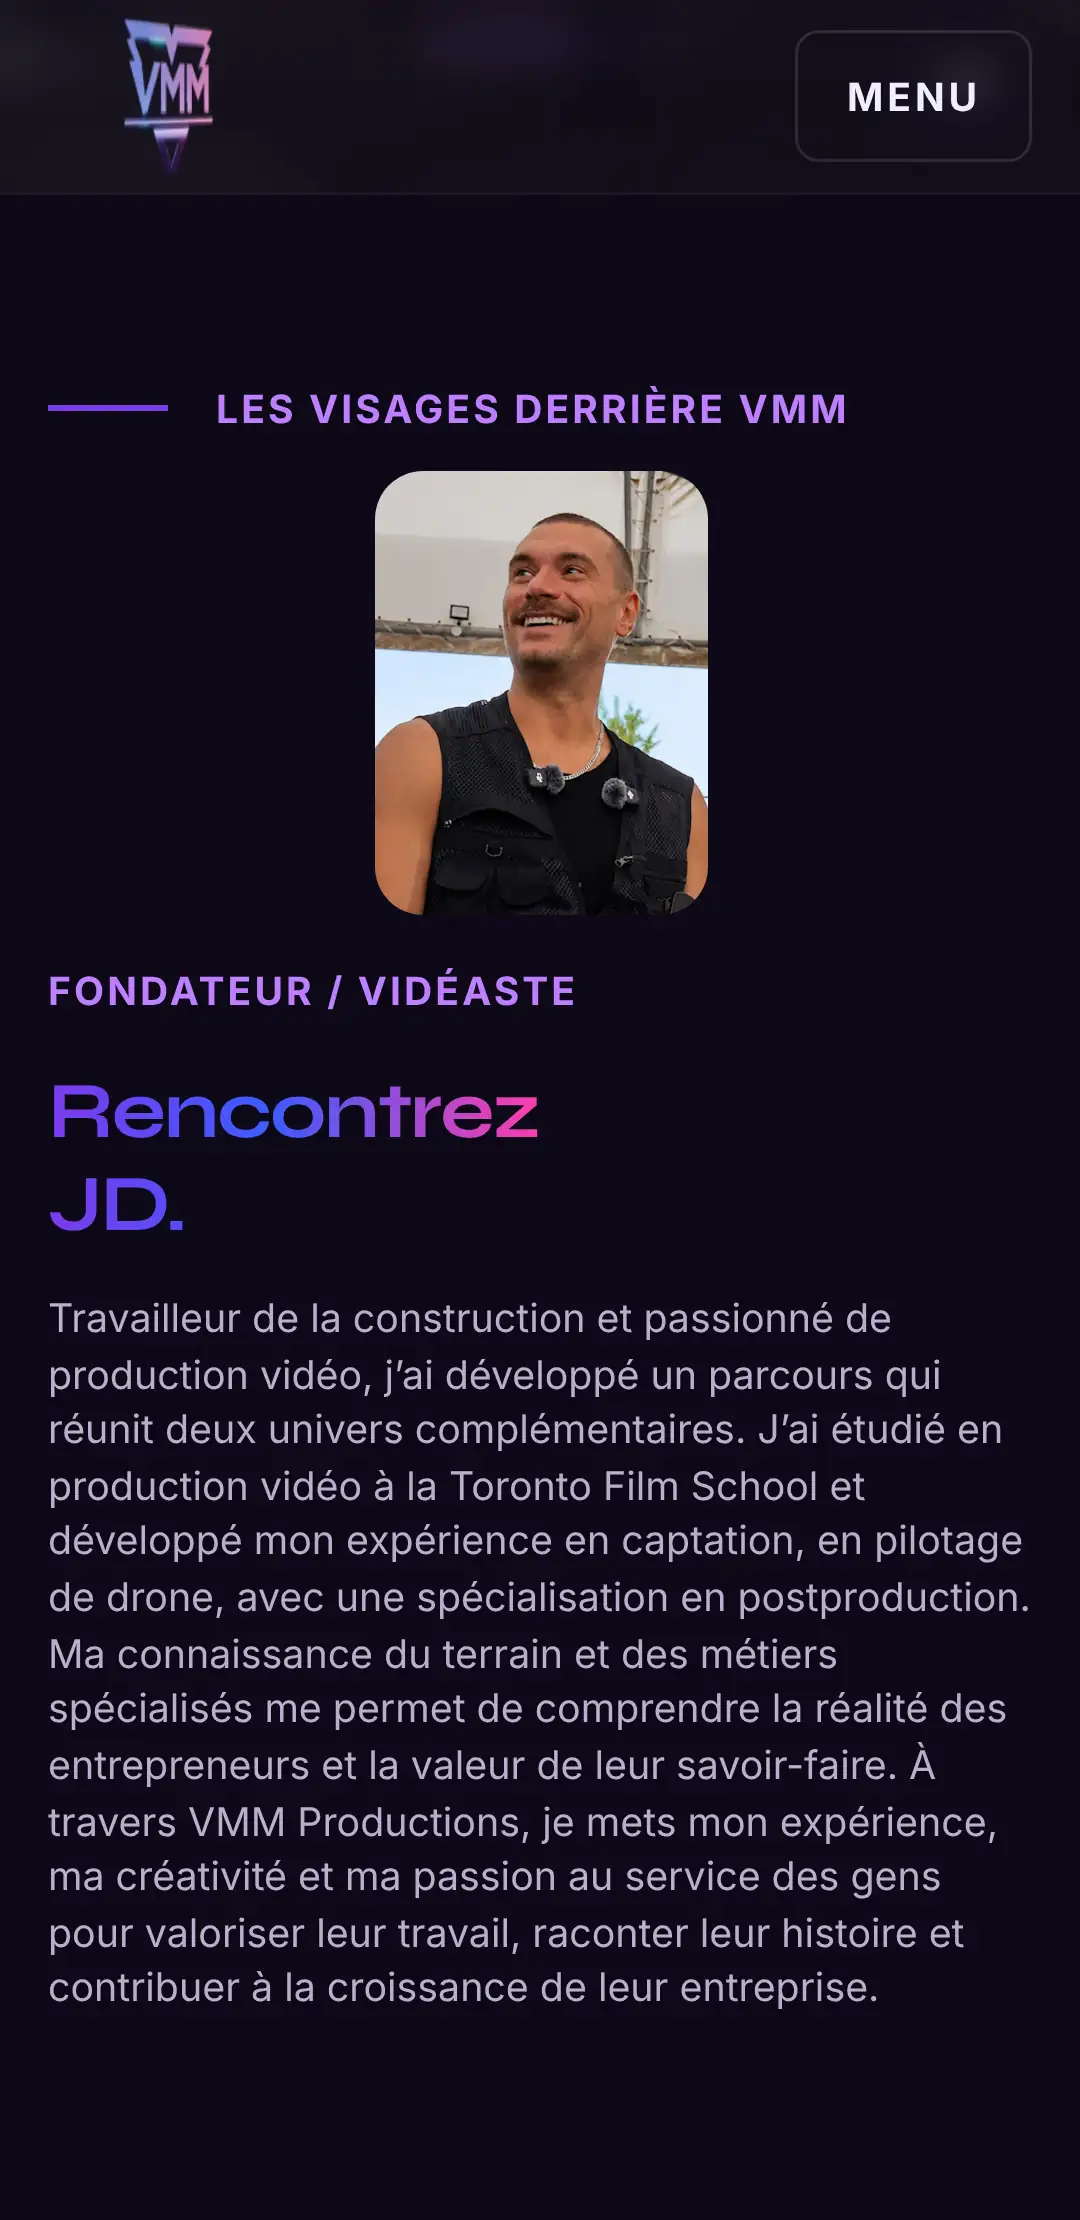 VMM
MENU
LES VISAGES DERRIÈRE VMM
FONDATEUR / VIDÉASTE
Rencontrez
JD.
Travailleur de la construction et passionné de
production vidéo, j’ai développé un parcours qui
réunit deux univers complémentaires. J’ai étudié en
production vidéo à la Toronto Film School et
développé mon expérience en captation, en pilotage
de drone, avec une spécialisation en postproduction.
Ma connaissance du terrain et des métiers
spécialisés me permet de comprendre la réalité des
entrepreneurs et la valeur de leur savoir-faire. À
travers VMM Productions, je mets mon expérience,
ma créativité et ma passion au service des gens
pour valoriser leur travail, raconter leur histoire et
contribuer à la croissance de leur entreprise.